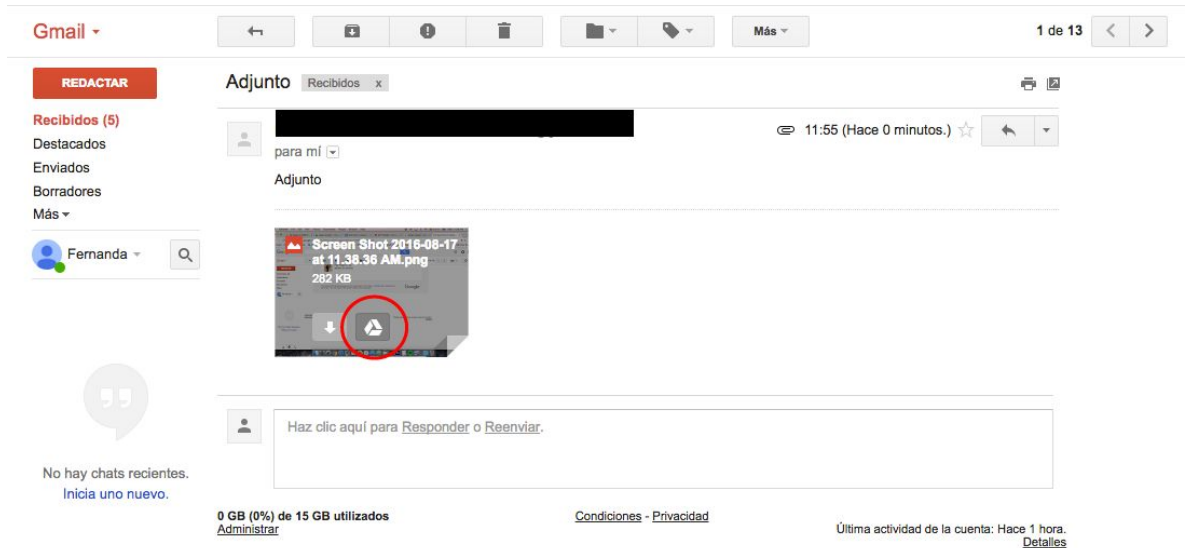 Gmail
Más
1 de 13
REDACTAR
Adjunto Recibidos x
Recibidos (5)
Destacados
Enviados
Borradores
Más
Fernanda
11:55 (Hace 0 minutos.)
para mí
Adjunto
Screen Shot 2016-08-17
at 11.38.36 AM.png
282 KB
Haz clic aquí para Responder o Reenviar.
No hay chats recientes.
Inicia uno nuevo.
0 GB (0%) de 15 GB utilizados
Administrar
Condiciones - Privacidad
Última actividad de la cuenta: Hace 1 hora.
Detalles